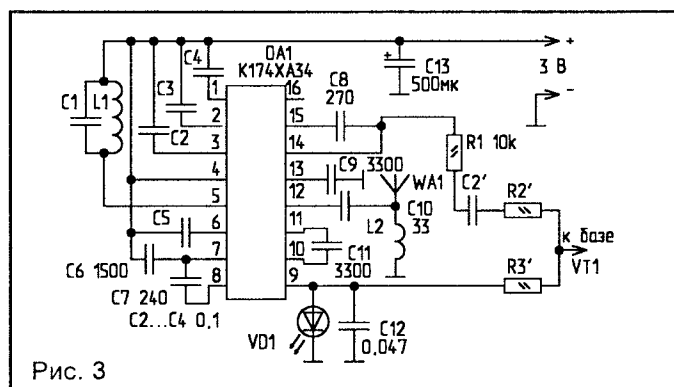 DA1
К174ХА34
C4
C3
C2
C1
L1
1
2
3
4
5
6
7
8
16
15
14
13
12
11
10
9
C5
C6 1500
C7 240
C2...C4 0,1
C8
270
C9 3300
WA1
C10
33
L2
C11
3300
VD1
C12
0,047
C13
500мк
+
3 В
-
R1 10k
C2'
R2'
R3'
к базе
VT1
Рис. 3